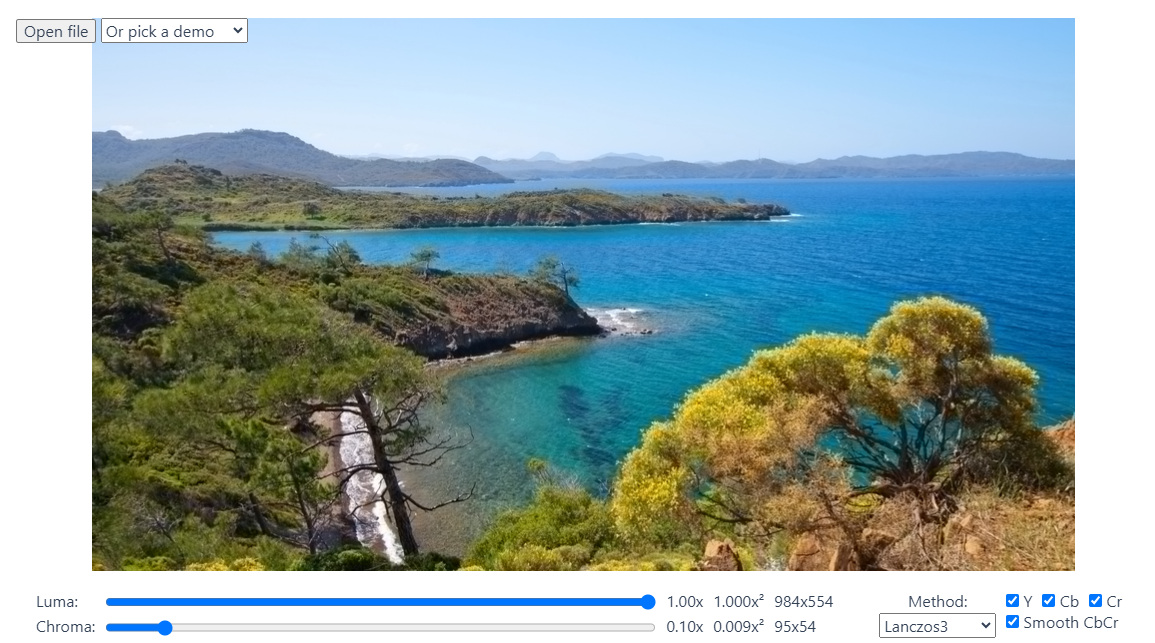 Open file Or pick a demo
Luma: 1.00x 1.000x² 984x554 Method: Y Cb Cr
Chroma: 0.10x 0.009x² 95x54 Lanczos3 Smooth CbCr